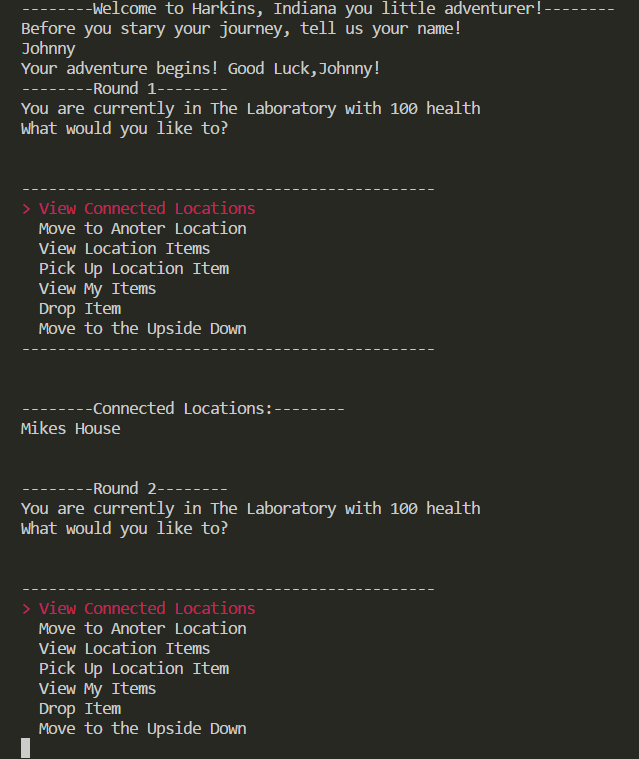 --------Welcome to Harkins, Indiana you little adventurer!--------
Before you stary your journey, tell us your name!
Johnny
Your adventure begins! Good Luck,Johnny!
--------Round 1--------
You are currently in The Laboratory with 100 health
What would you like to?
----------------------------------------------
> View Connected Locations
Move to Anoter Location
View Location Items
Pick Up Location Item
View My Items
Drop Item
Move to the Upside Down
----------------------------------------------
--------Connected Locations:--------
Mikes House
--------Round 2--------
You are currently in The Laboratory with 100 health
What would you like to?
----------------------------------------------
> View Connected Locations
Move to Anoter Location
View Location Items
Pick Up Location Item
View My Items
Drop Item
Move to the Upside Down